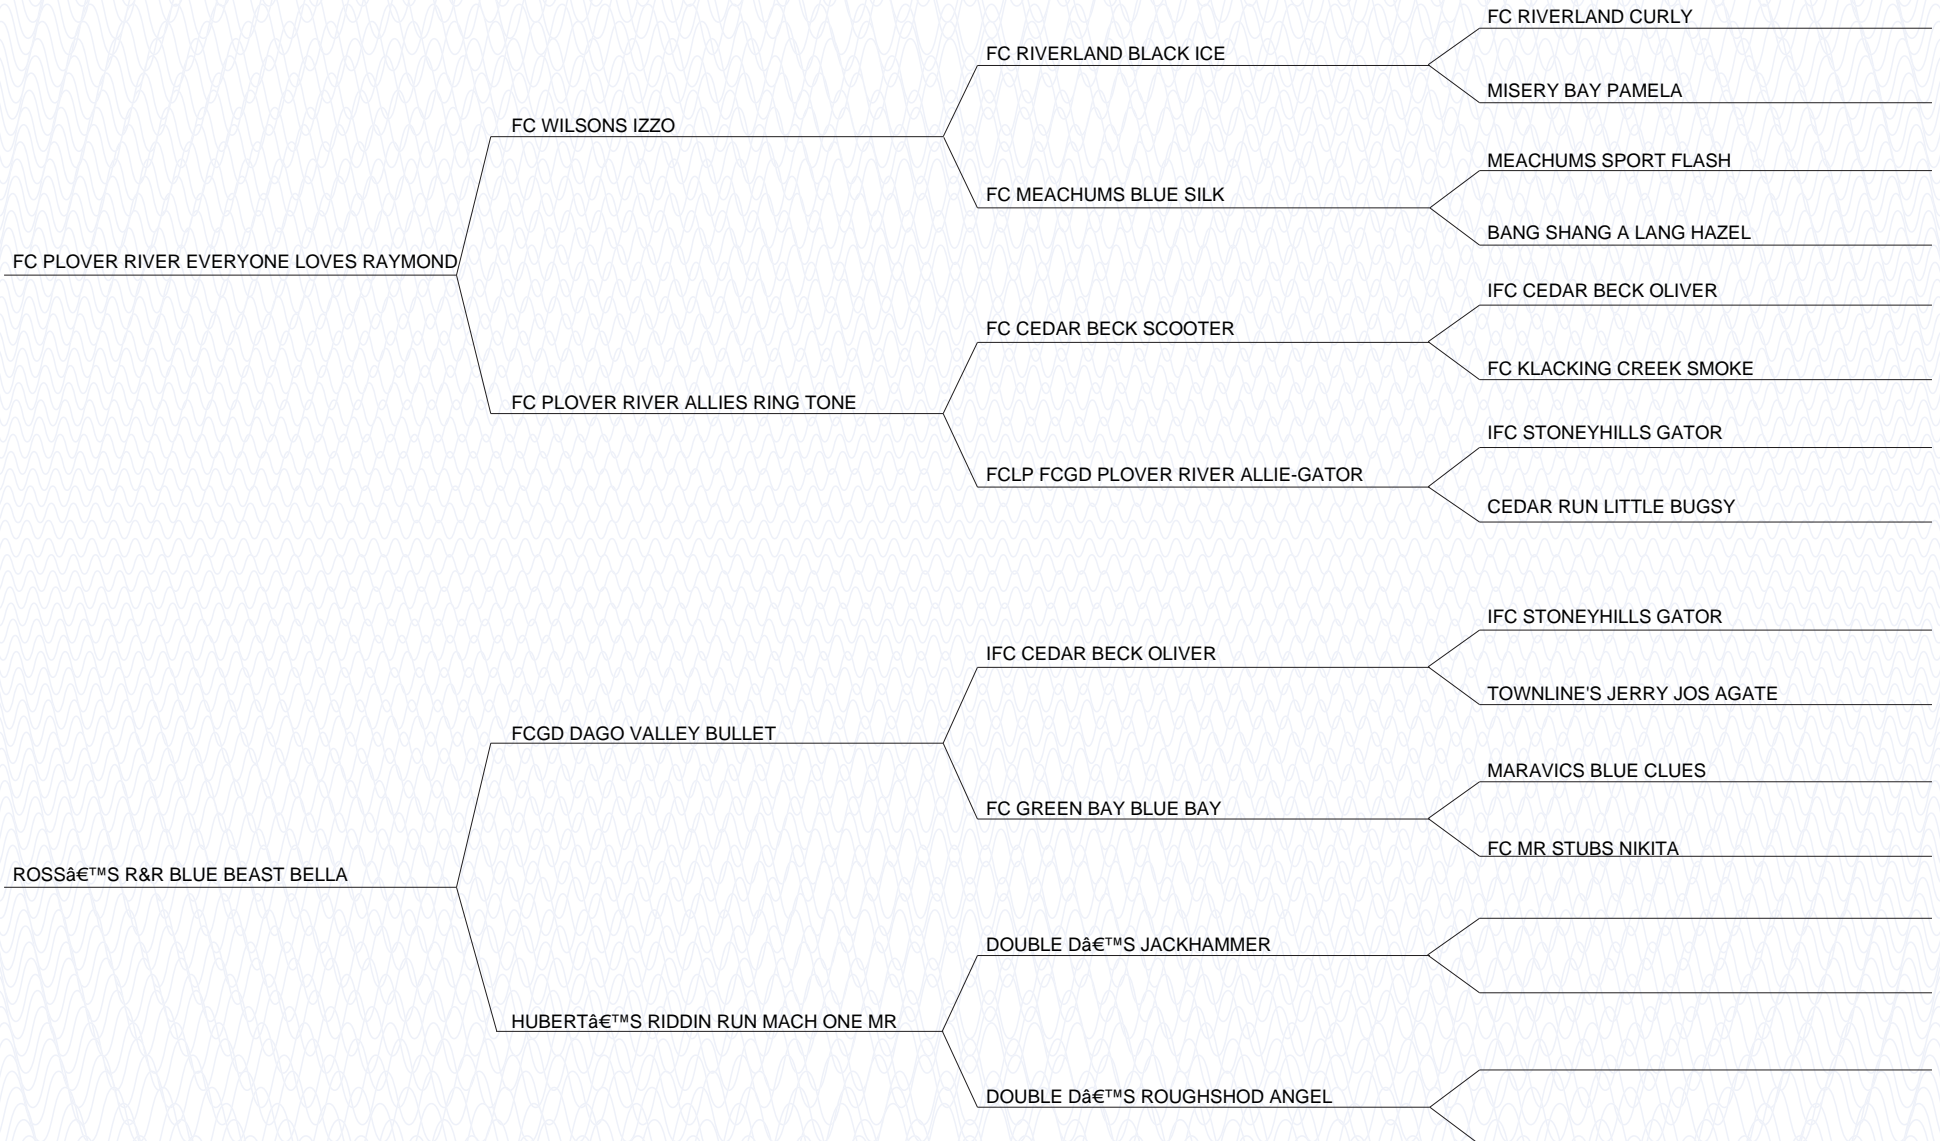 FC RIVERLAND CURLY
FC RIVERLAND BLACK ICE
MISERY BAY PAMELA
FC WILSONS IZZO
MEACHUMS SPORT FLASH
FC MEACHUMS BLUE SILK
BANG SHANG A LANG HAZEL
FC PLOVER RIVER EVERYONE LOVES RAYMOND
IFC CEDAR BECK OLIVER
FC CEDAR BECK SCOOTER
FC KLACKING CREEK SMOKE
FC PLOVER RIVER ALLIES RING TONE
IFC STONEYHILLS GATOR
FCLP FCGD PLOVER RIVER ALLIE-GATOR
CEDAR RUN LITTLE BUGSY
IFC STONEYHILLS GATOR
IFC CEDAR BECK OLIVER
TOWNLINE'S JERRY JOS AGATE
FCGD DAGO VALLEY BULLET
MARAVICS BLUE CLUES
FC GREEN BAY BLUE BAY
FC MR STUBS NIKITA
ROSSâ€™S R&R BLUE BEAST BELLA
DOUBLE Dâ€™S JACKHAMMER
HUBERTâ€™S RIDDIN RUN MACH ONE MR
DOUBLE Dâ€™S ROUGHSHOD ANGEL